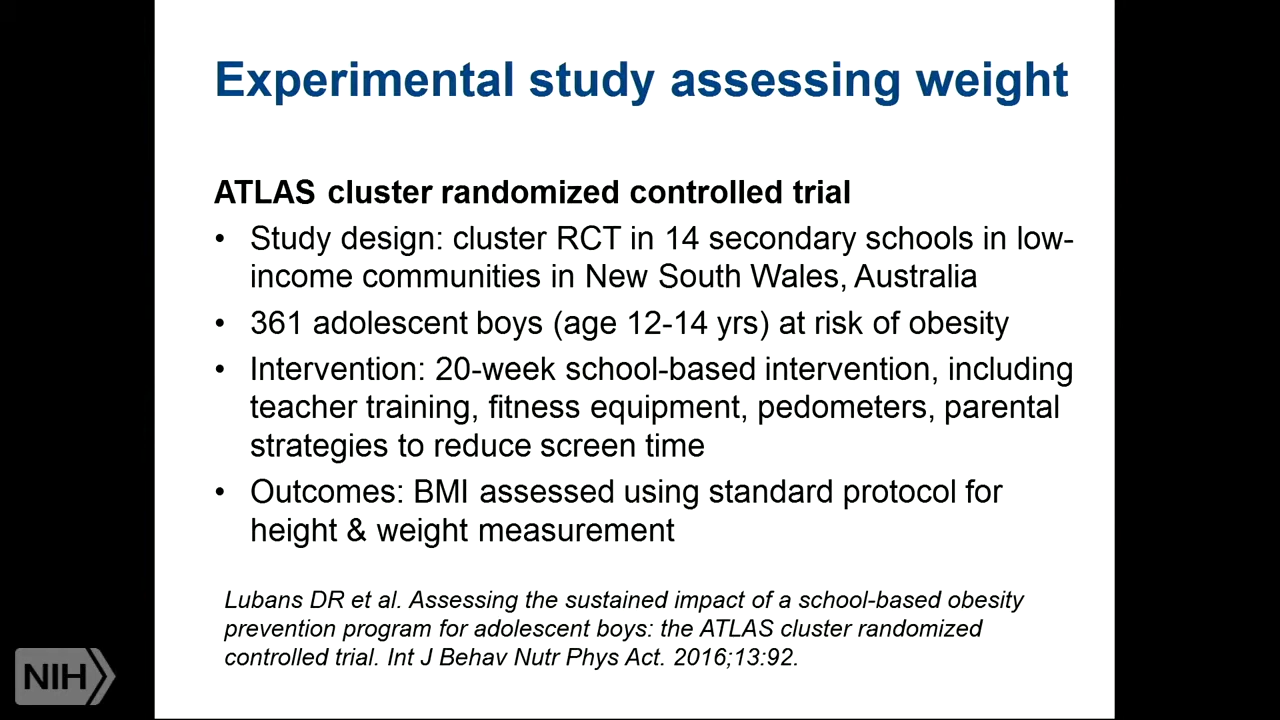 Experimental study assessing weight
ATLAS cluster randomized controlled trial
• Study design: cluster RCT in 14 secondary schools in low-
income communities in New South Wales, Australia
• 361 adolescent boys (age 12-14 yrs) at risk of obesity
• Intervention: 20-week school-based intervention, including
teacher training, fitness equipment, pedometers, parental
strategies to reduce screen time
• Outcomes: BMI assessed using standard protocol for
height & weight measurement
Lubans DR et al. Assessing the sustained impact of a school-based obesity
prevention program for adolescent boys: the ATLAS cluster randomized
controlled trial. Int J Behav Nutr Phys Act. 2016;13:92.
NIH